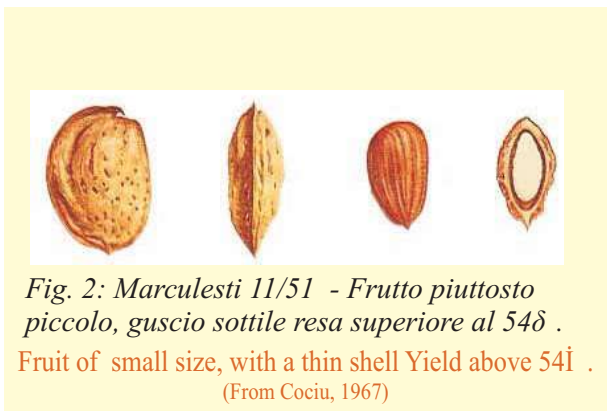 Fig. 2: Marculesti 11/51 - Frutto piuttosto
piccolo, guscio sottile resa superiore al 54δ .
Fruit of small size, with a thin shell Yield above 54İ .
(From Cociu, 1967)